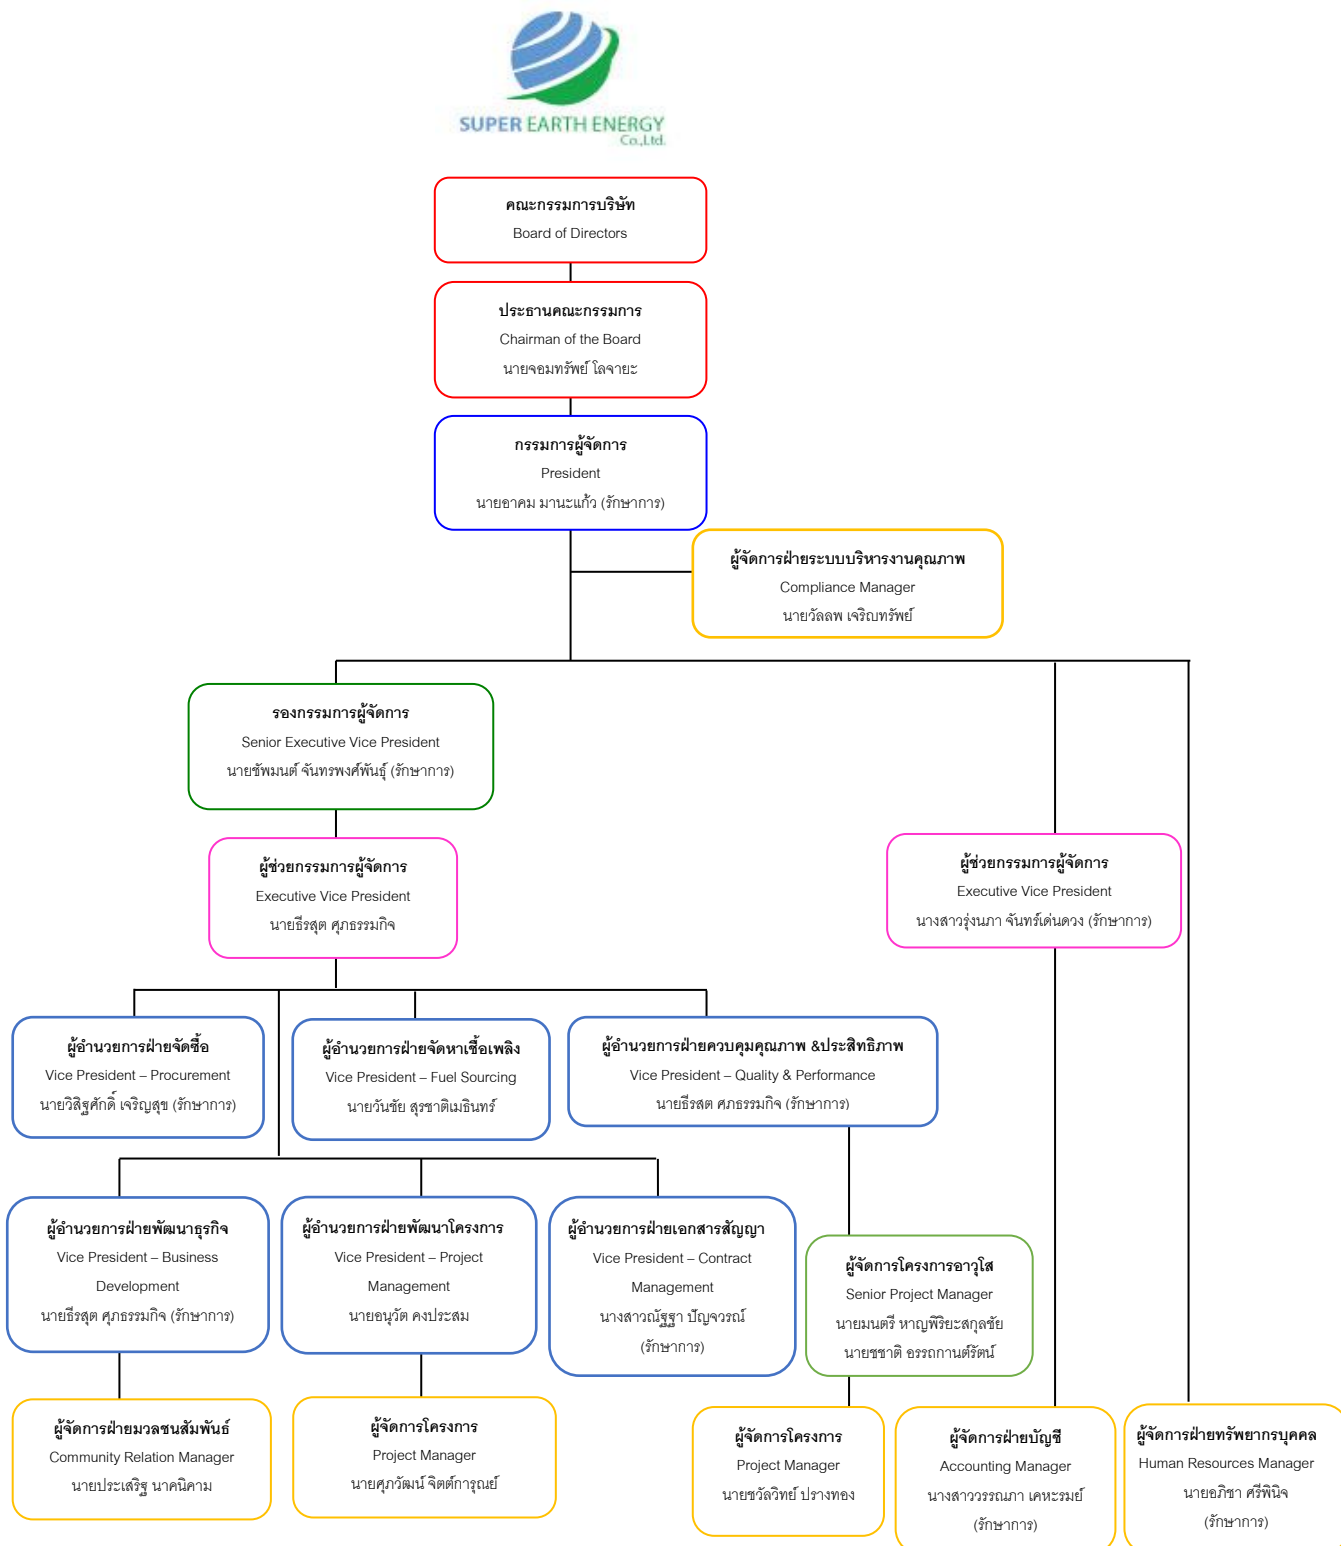 SUPER EARTH ENERGY
Co.,Ltd.
คณะกรรมการบริษัท
Board of Directors
ประธานคณะกรรมการ
Chairman of the Board
นายจอมทรัพย์ โลจายะ
กรรมการผู้จัดการ
President
นายอาคม มานะแก้ว (รักษาการ)
ผู้จัดการฝ่ายระบบบริหารงานคุณภาพ
Compliance Manager
นายวัลลพ เจริญทรัพย์
รองกรรมการผู้จัดการ
Senior Executive Vice President
นายชัพมนต์ จันทรพงศ์พันธุ์ (รักษาการ)
ผู้ช่วยกรรมการผู้จัดการ
Executive Vice President
นายธีรสุต ศุภธรรมกิจ
ผู้ช่วยกรรมการผู้จัดการ
Executive Vice President
นางสาวรุ่งนภา จันทร์เด่นดวง (รักษาการ)
ผู้อำนวยการฝ่ายจัดซื้อ
Vice President – Procurement
นายวิสิฐศักดิ์ เจริญสุข (รักษาการ)
ผู้อำนวยการฝ่ายจัดหาเชื้อเพลิง
Vice President – Fuel Sourcing
นายวันชัย สุรชาติเมธินทร์
ผู้อำนวยการฝ่ายควบคุมคุณภาพ &ประสิทธิภาพ
Vice President – Quality & Performance
นายธีรสุต ศุภธรรมกิจ (รักษาการ)
ผู้อำนวยการฝ่ายพัฒนาธุรกิจ
Vice President – Business
Development
นายธีรสุต ศุภธรรมกิจ (รักษาการ)
ผู้อำนวยการฝ่ายพัฒนาโครงการ
Vice President – Project
Management
นายอนุวัต คงประสม
ผู้อำนวยการฝ่ายเอกสารสัญญา
Vice President – Contract
Management
นางสาวณัฐฐา ปัญจวรณ์
(รักษาการ)
ผู้จัดการโครงการอาวุโส
Senior Project Manager
นายมนตรี หาญพิริยะสกุลชัย
นายชชาติ อรรถกานต์รัตน์
ผู้จัดการฝ่ายมวลชนสัมพันธ์
Community Relation Manager
นายประเสริฐ นาคนิคาม
ผู้จัดการโครงการ
Project Manager
นายศุภวัฒน์ จิตต์การุณย์
ผู้จัดการโครงการ
Project Manager
นายชวัลวิทย์ ปรางทอง
ผู้จัดการฝ่ายบัญชี
Accounting Manager
นางสาววรรณภา เคหะรมย์
(รักษาการ)
ผู้จัดการฝ่ายทรัพยากรบุคคล
Human Resources Manager
นายอภิชา ศรีพินิจ
(รักษาการ)